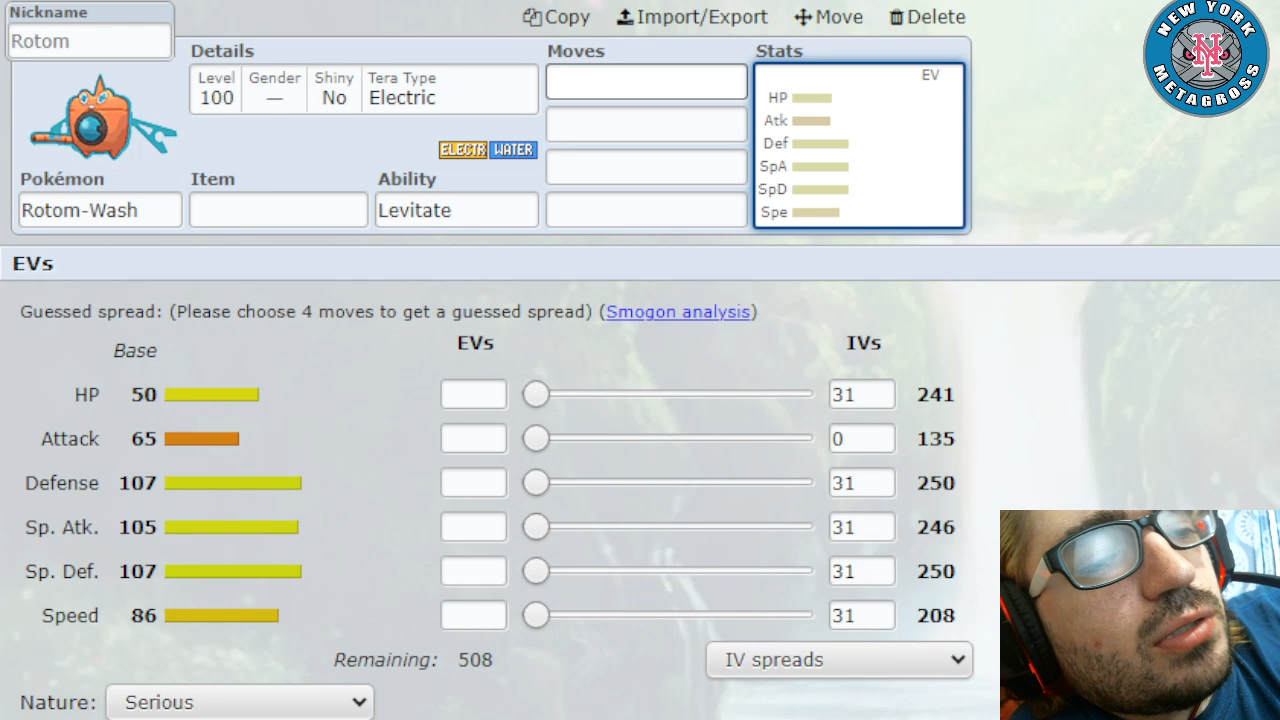 Nickname
Rotom
Copy Import/Export Move Delete
Details
Level Gender Shiny Tera Type
100 — No Electric
ELECTR WATER
Pokémon Item Ability
Rotom-Wash Levitate
Moves
Stats
EV
HP
Atk
Def
SpA
SpD
Spe
NEW YORK
NY
METAGROSS
EVs
Guessed spread: (Please choose 4 moves to get a guessed spread) (Smogon analysis)
Base EVs IVs
HP 50 31 241
Attack 65 0 135
Defense 107 31 250
Sp. Atk. 105 31 246
Sp. Def. 107 31 250
Speed 86 31 208
Remaining: 508 IV spreads
Nature: Serious